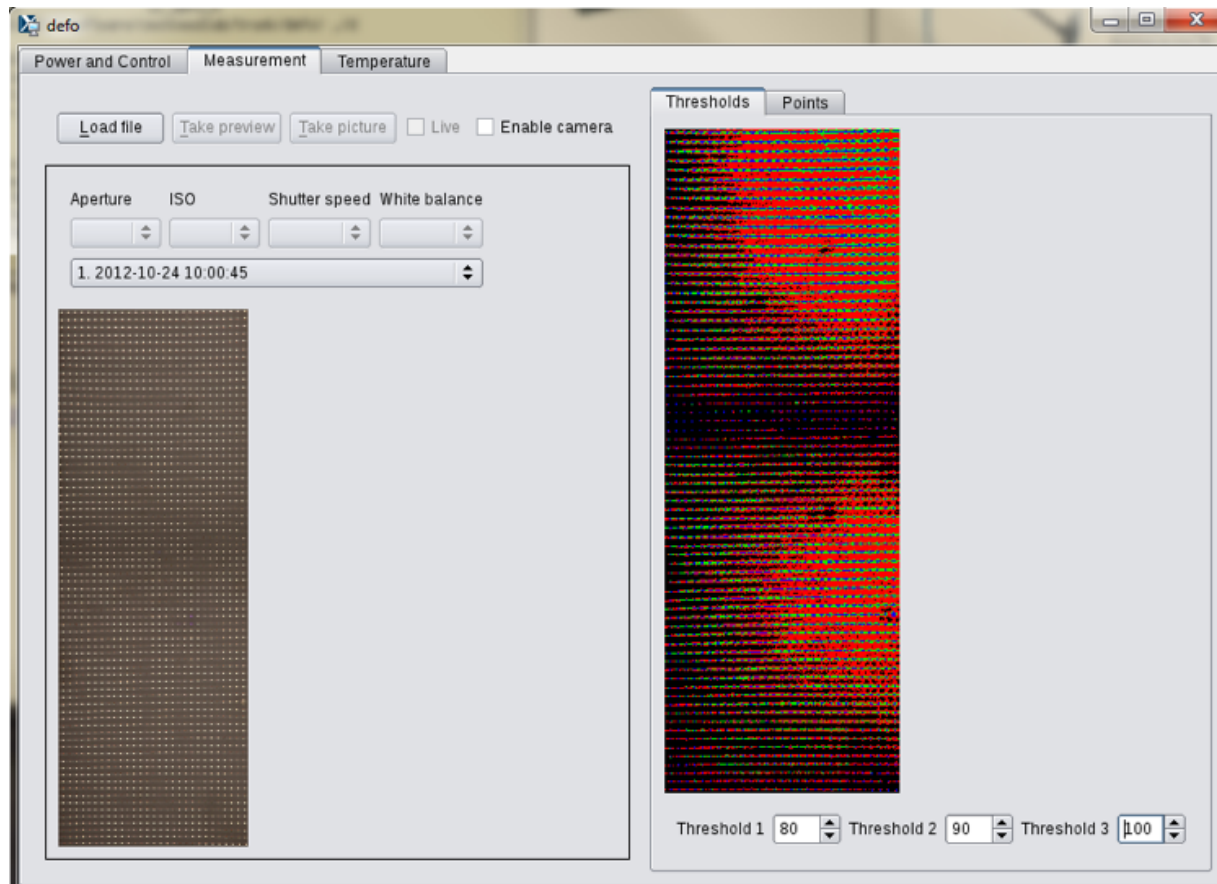 defo
Power and Control Measurement Temperature
Load file Take preview Take picture Live Enable camera
Aperture ISO Shutter speed White balance
1. 2012-10-24 10:00:45
Thresholds Points
Threshold 1 80 Threshold 2 90 Threshold 3 100